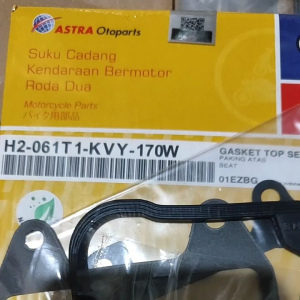 ASTRA Otoparts
Suku Cadang
Kendaraan Bermotor
Roda Dua
Motorcycle Parts
バイク用部品
H2-061T1-KVY-170W
GASKET TOP SE
PAKING ATAS
BEAT
01EZBG